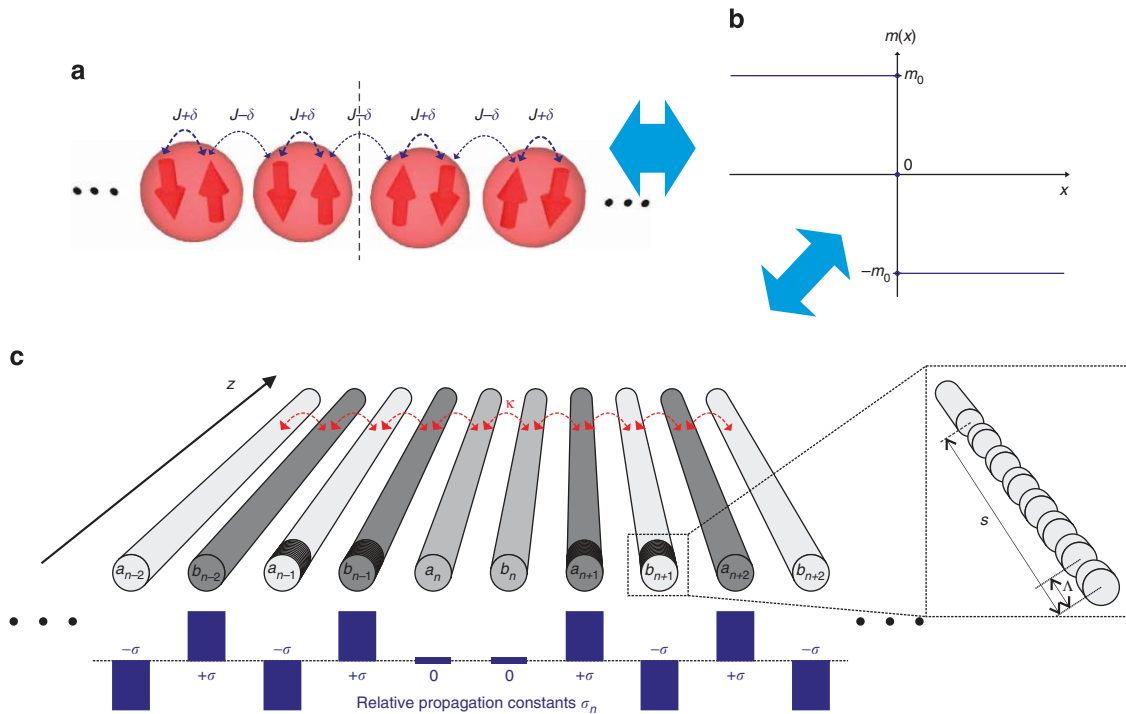 a
J+δ J–δ J+δ J–δ J+δ J–δ J+δ
b
m(x)
m₀
0
x
–m₀
c
z
κ
aₙ₋₂ bₙ₋₂ aₙ₋₁ bₙ₋₁ aₙ bₙ aₙ₊₁ bₙ₊₁ aₙ₊₂ bₙ₊₂
s
Λ
–σ +σ –σ +σ 0 0 +σ –σ +σ –σ
Relative propagation constants σₙ